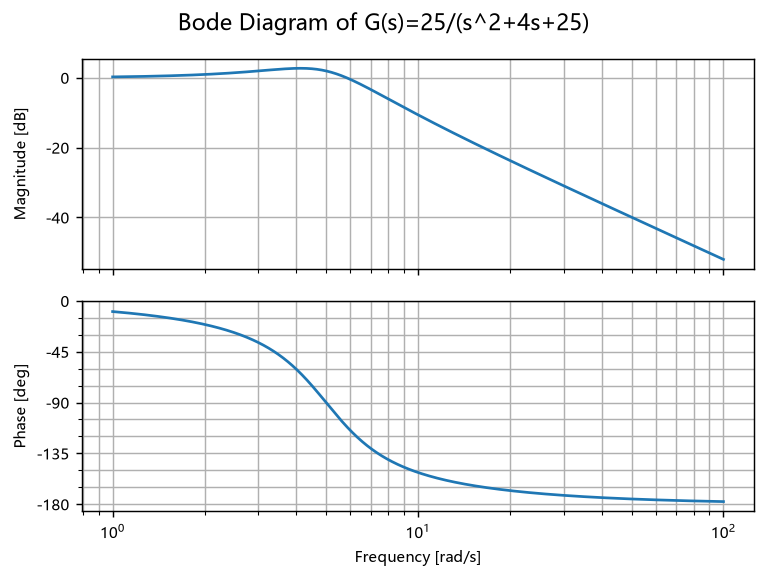 Bode Diagram of G(s)=25/(s^2+4s+25)
0
-20
-40
Magnitude [dB]
0
-45
-90
-135
-180
Phase [deg]
10^0 10^1 10^2
Frequency [rad/s]